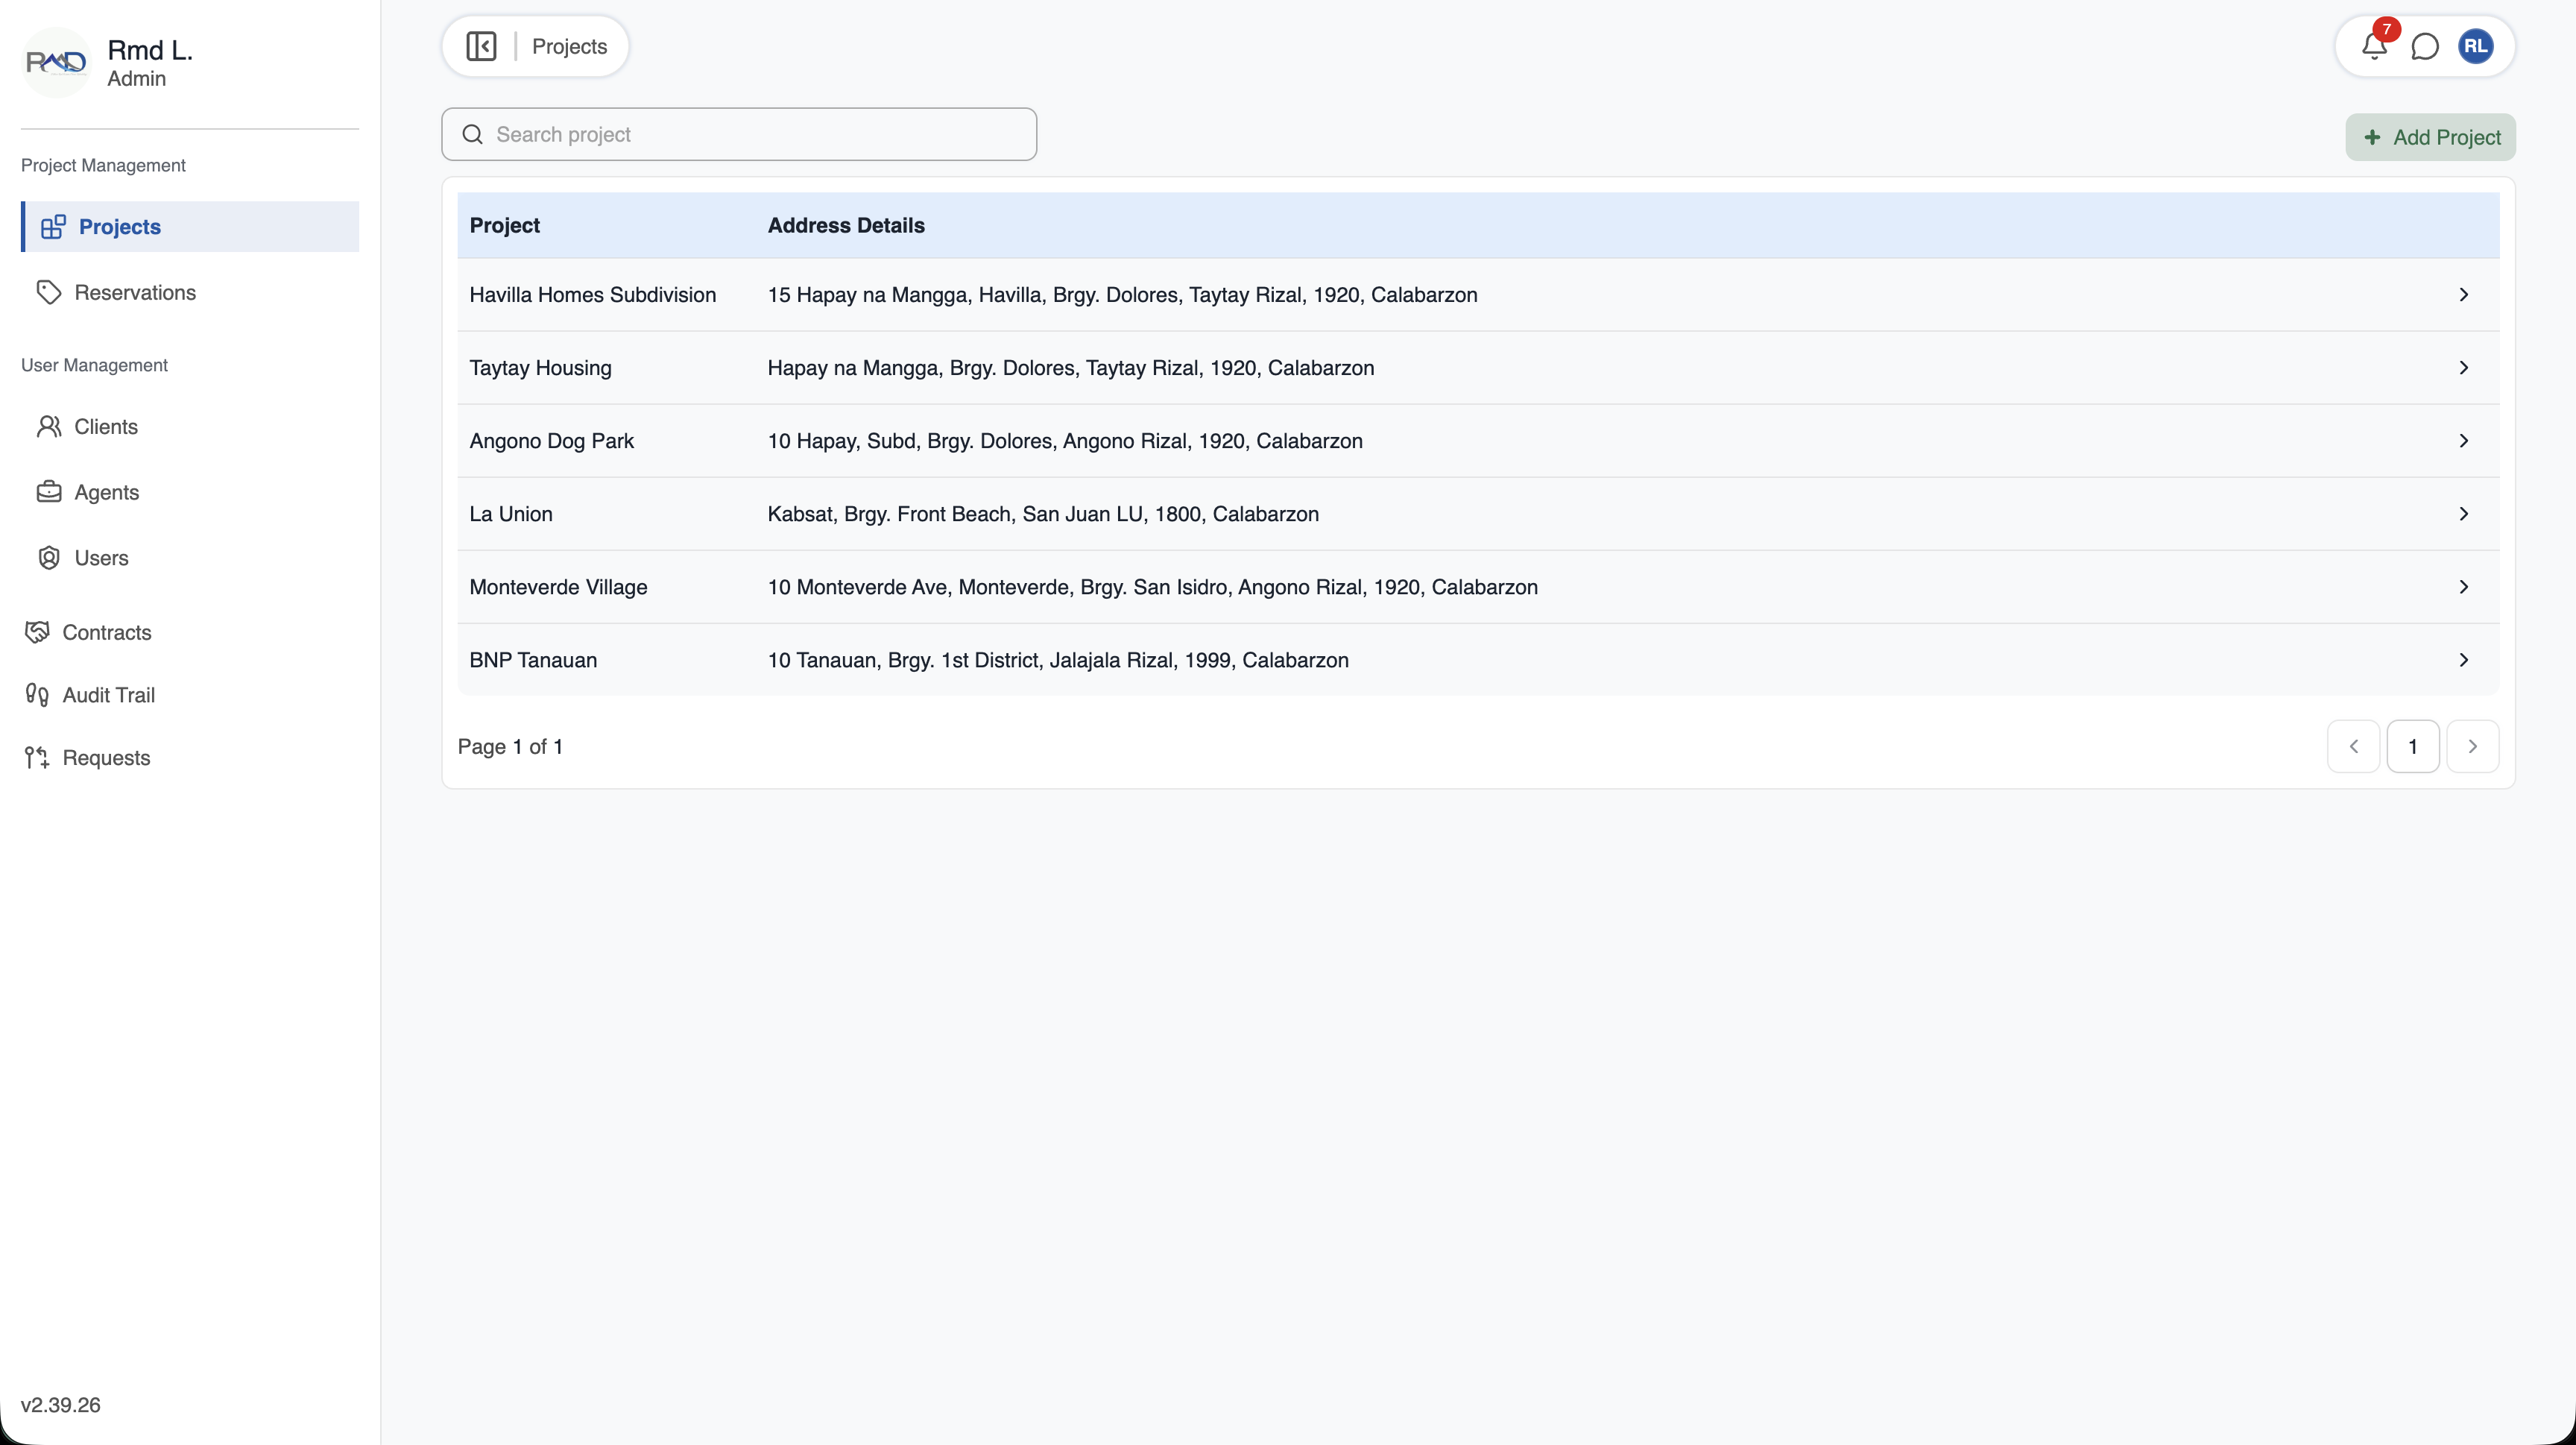 RMD
Rmd L.
Admin
Project Management
Projects
Reservations
User Management
Clients
Agents
Users
Contracts
Audit Trail
Requests
v2.39.26
Projects
7
RL
Search project
Add Project
Project Address Details
Havilla Homes Subdivision 15 Hapay na Mangga, Havilla, Brgy. Dolores, Taytay Rizal, 1920, Calabarzon
Taytay Housing Hapay na Mangga, Brgy. Dolores, Taytay Rizal, 1920, Calabarzon
Angono Dog Park 10 Hapay, Subd, Brgy. Dolores, Angono Rizal, 1920, Calabarzon
La Union Kabsat, Brgy. Front Beach, San Juan LU, 1800, Calabarzon
Monteverde Village 10 Monteverde Ave, Monteverde, Brgy. San Isidro, Angono Rizal, 1920, Calabarzon
BNP Tanauan 10 Tanauan, Brgy. 1st District, Jalajala Rizal, 1999, Calabarzon
Page 1 of 1
1